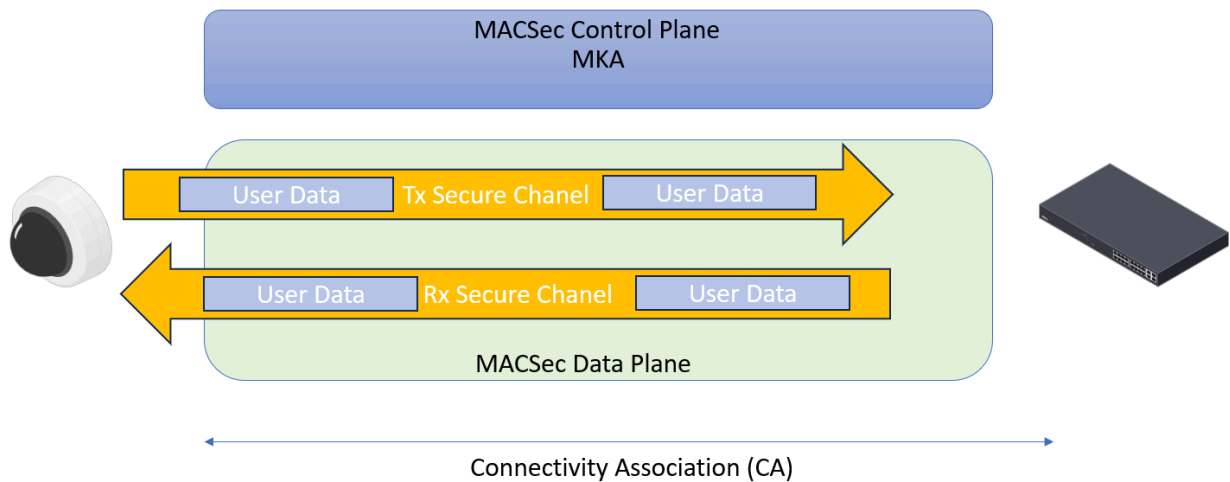 MACSec Control Plane
MKA
User Data Tx Secure Chanel User Data
User Data Rx Secure Chanel User Data
MACSec Data Plane
Connectivity Association (CA)